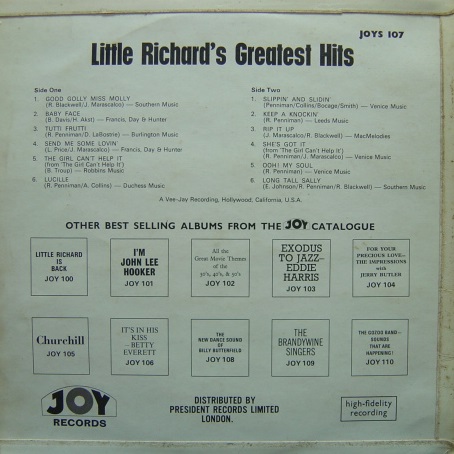 JOYS 107
Little Richard's Greatest Hits
Side One
1. GOOD GOLLY MISS MOLLY
(R. Blackwell/J. Marascalco) — Southern Music
2. BABY FACE
(B. Davis/H. Akst) — Francis, Day & Hunter
3. TUTTI FRUTTI
(R. Penniman/D. LaBostne) — Burlington Music
4. SEND ME SOME LOVIN'
(L. Price/J. Marascalco) — Francis, Day & Hunter
5. THE GIRL CAN'T HELP IT
(from 'The Girl Can't Help It')
(B. Troup) — Robbins Music
6. LUCILLE
(R. Penniman/A. Collins) — Duchess Music
Side Two
1. SLIPPIN' AND SLIDIN'
(Penniman/Collins/Bocage/Smith) — Venice Music
2. KEEP A KNOCKIN'
(R. Penniman) — Leeds Music
3. RIP IT UP
(J. Marascalco/R. Blackwell) — MacMelodies
4. SHE'S GOT IT
(from 'The Girl Can't Help It')
(R. Penniman/J. Marascalco) — Venice Music
5. OOH! MY SOUL
(R. Penniman) — Venice Music
6. LONG TALL SALLY
(E. Johnson/R. Penniman/R. Blackwell) — Southern Music
A Vee-Jay Recording, Hollywood, California, U.S.A.
OTHER BEST SELLING ALBUMS FROM THE JOY CATALOGUE
LITTLE RICHARD
IS
BACK
JOY 100
I'M
JOHN LEE
HOOKER
JOY 101
All the
Great Movie Themes
of the
30's, 40's, & 50's
JOY 102
EXODUS
TO JAZZ–
EDDIE
HARRIS
JOY 103
FOR YOUR
PRECIOUS LOVE–
THE IMPRESSIONS
with
JERRY BUTLER
JOY 104
Churchill
JOY 105
IT'S IN HIS
KISS
–BETTY
EVERETT
JOY 106
THE
NEW DANCE SOUND
OF
BILLY BUTTERFIELD
JOY 108
THE
BRANDYWINE
SINGERS
JOY 109
THE GOZOO BAND–
SOUNDS
THAT ARE
HAPPENING!
JOY 110
JOY
RECORDS
DISTRIBUTED BY
PRESIDENT RECORDS LIMITED
LONDON.
high-fidelity
recording